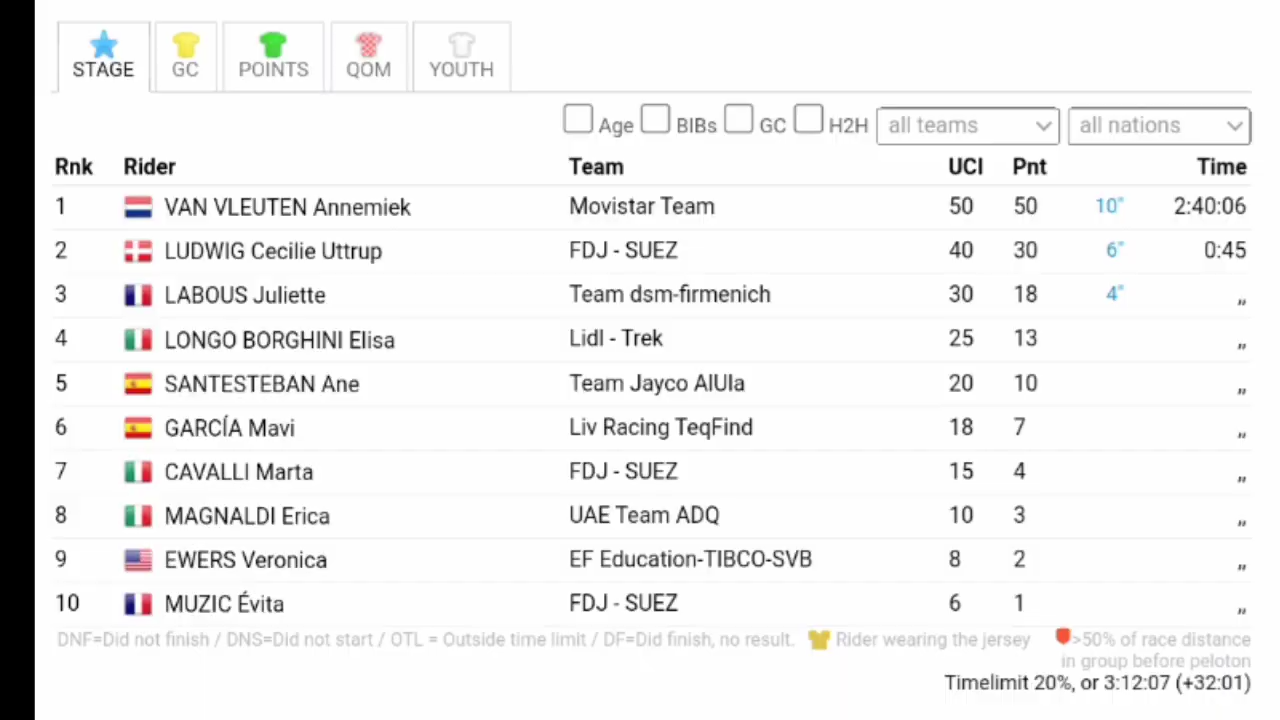 STAGE GC POINTS QOM YOUTH
Age BIBs GC H2H all teams all nations
Rnk Rider Team UCI Pnt Time
1 VAN VLEUTEN Annemiek Movistar Team 50 50 10" 2:40:06
2 LUDWIG Cecilie Uttrup FDJ - SUEZ 40 30 6" 0:45
3 LABOUS Juliette Team dsm-firmenich 30 18 4" ,,
4 LONGO BORGHINI Elisa Lidl - Trek 25 13 ,,
5 SANTESTEBAN Ane Team Jayco AlUla 20 10 ,,
6 GARCÍA Mavi Liv Racing TeqFind 18 7 ,,
7 CAVALLI Marta FDJ - SUEZ 15 4 ,,
8 MAGNALDI Erica UAE Team ADQ 10 3 ,,
9 EWERS Veronica EF Education-TIBCO-SVB 8 2 ,,
10 MUZIC Évita FDJ - SUEZ 6 1 ,,
DNF=Did not finish / DNS=Did not start / OTL = Outside time limit / DF=Did finish, no result. Rider wearing the jersey >50% of race distance
in group before peloton
Timelimit 20%, or 3:12:07 (+32:01)